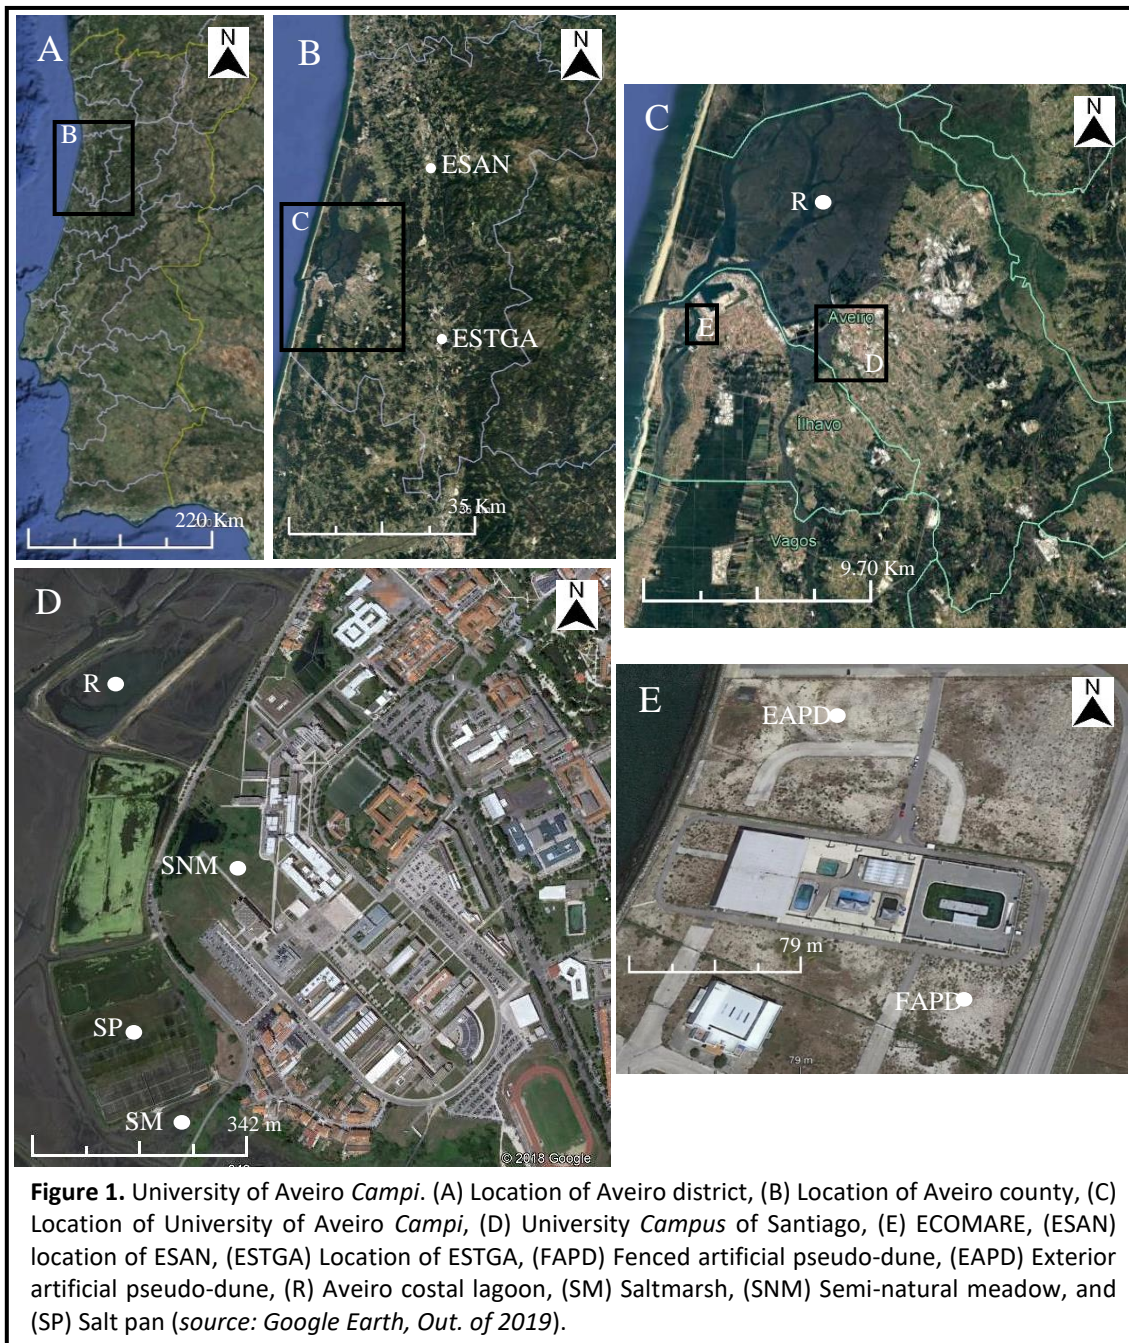 A
N
B
220 Km
B
N
ESAN
C
ESTGA
35 Km
C
N
R
E
Aveiro
D
Ílhavo
Vagos
9.70 Km
D
N
R
SNM
SP
SM
342 m
© 2018 Google
E
N
EAPD
79 m
FAPD
79 m
Figure 1. University of Aveiro Campi. (A) Location of Aveiro district, (B) Location of Aveiro county, (C)
Location of University of Aveiro Campi, (D) University Campus of Santiago, (E) ECOMARE, (ESAN)
location of ESAN, (ESTGA) Location of ESTGA, (FAPD) Fenced artificial pseudo-dune, (EAPD) Exterior
artificial pseudo-dune, (R) Aveiro costal lagoon, (SM) Saltmarsh, (SNM) Semi-natural meadow, and
(SP) Salt pan (source: Google Earth, Out. of 2019).